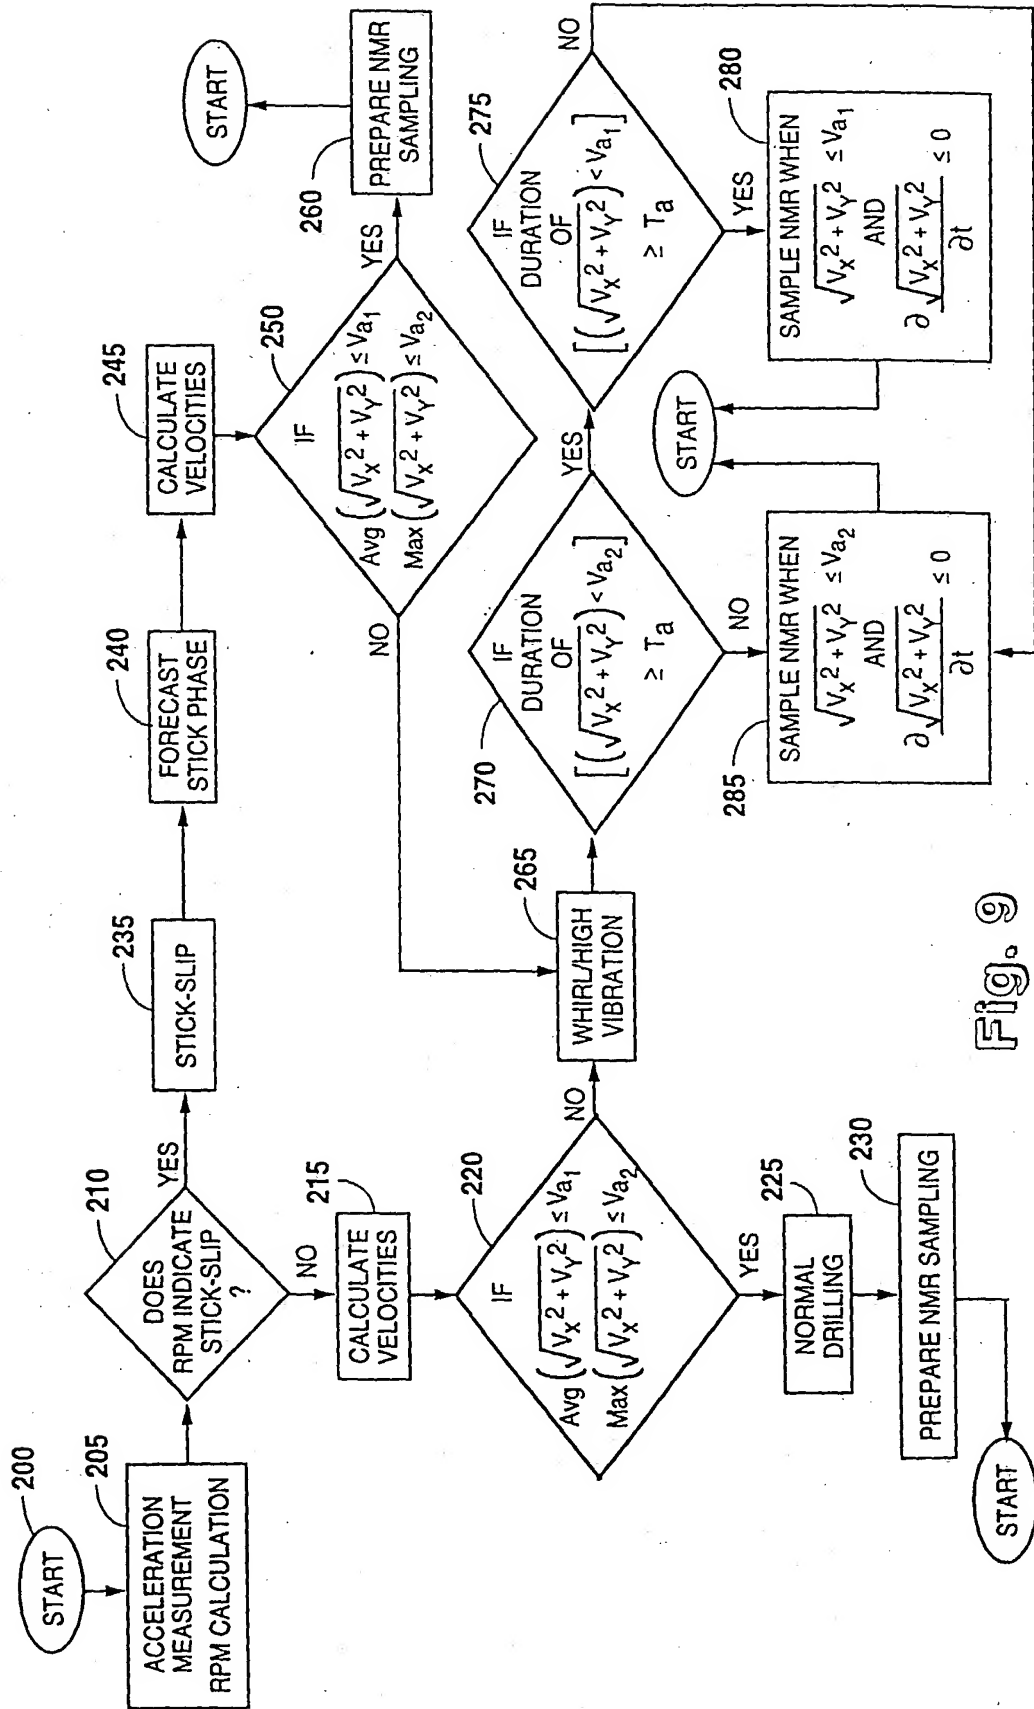 200
START
205
ACCELERATION
MEASUREMENT
RPM CALCULATION
210
DOES
RPM INDICATE
STICK-SLIP
?
YES
NO
235
STICK-SLIP
240
FORECAST
STICK PHASE
245
CALCULATE
VELOCITIES
250
IF
Avg (√Vx² + Vy²) ≤ Va₁
Max (√Vx² + Vy²) ≤ Va₂
YES
NO
260
PREPARE NMR
SAMPLING
START
215
CALCULATE
VELOCITIES
220
IF
Avg (√Vx² + Vy²) ≤ Va₁
Max (√Vx² + Vy²) ≤ Va₂
NO
YES
225
NORMAL
DRILLING
230
PREPARE NMR SAMPLING
START
265
WHIRL/HIGH
VIBRATION
270
IF
DURATION
OF
[(√Vx² + Vy²) < Va₂]
≥ Ta
YES
NO
275
IF
DURATION
OF
[(√Vx² + Vy²) < Va₁]
≥ Ta
NO
YES
280
SAMPLE NMR WHEN
√Vx² + Vy² ≤ Va₁
AND
∂√Vx² + Vy² ≤ 0
∂t
START
285
SAMPLE NMR WHEN
√Vx² + Vy² ≤ Va₂
AND
∂√Vx² + Vy² ≤ 0
∂t
Fig. 9